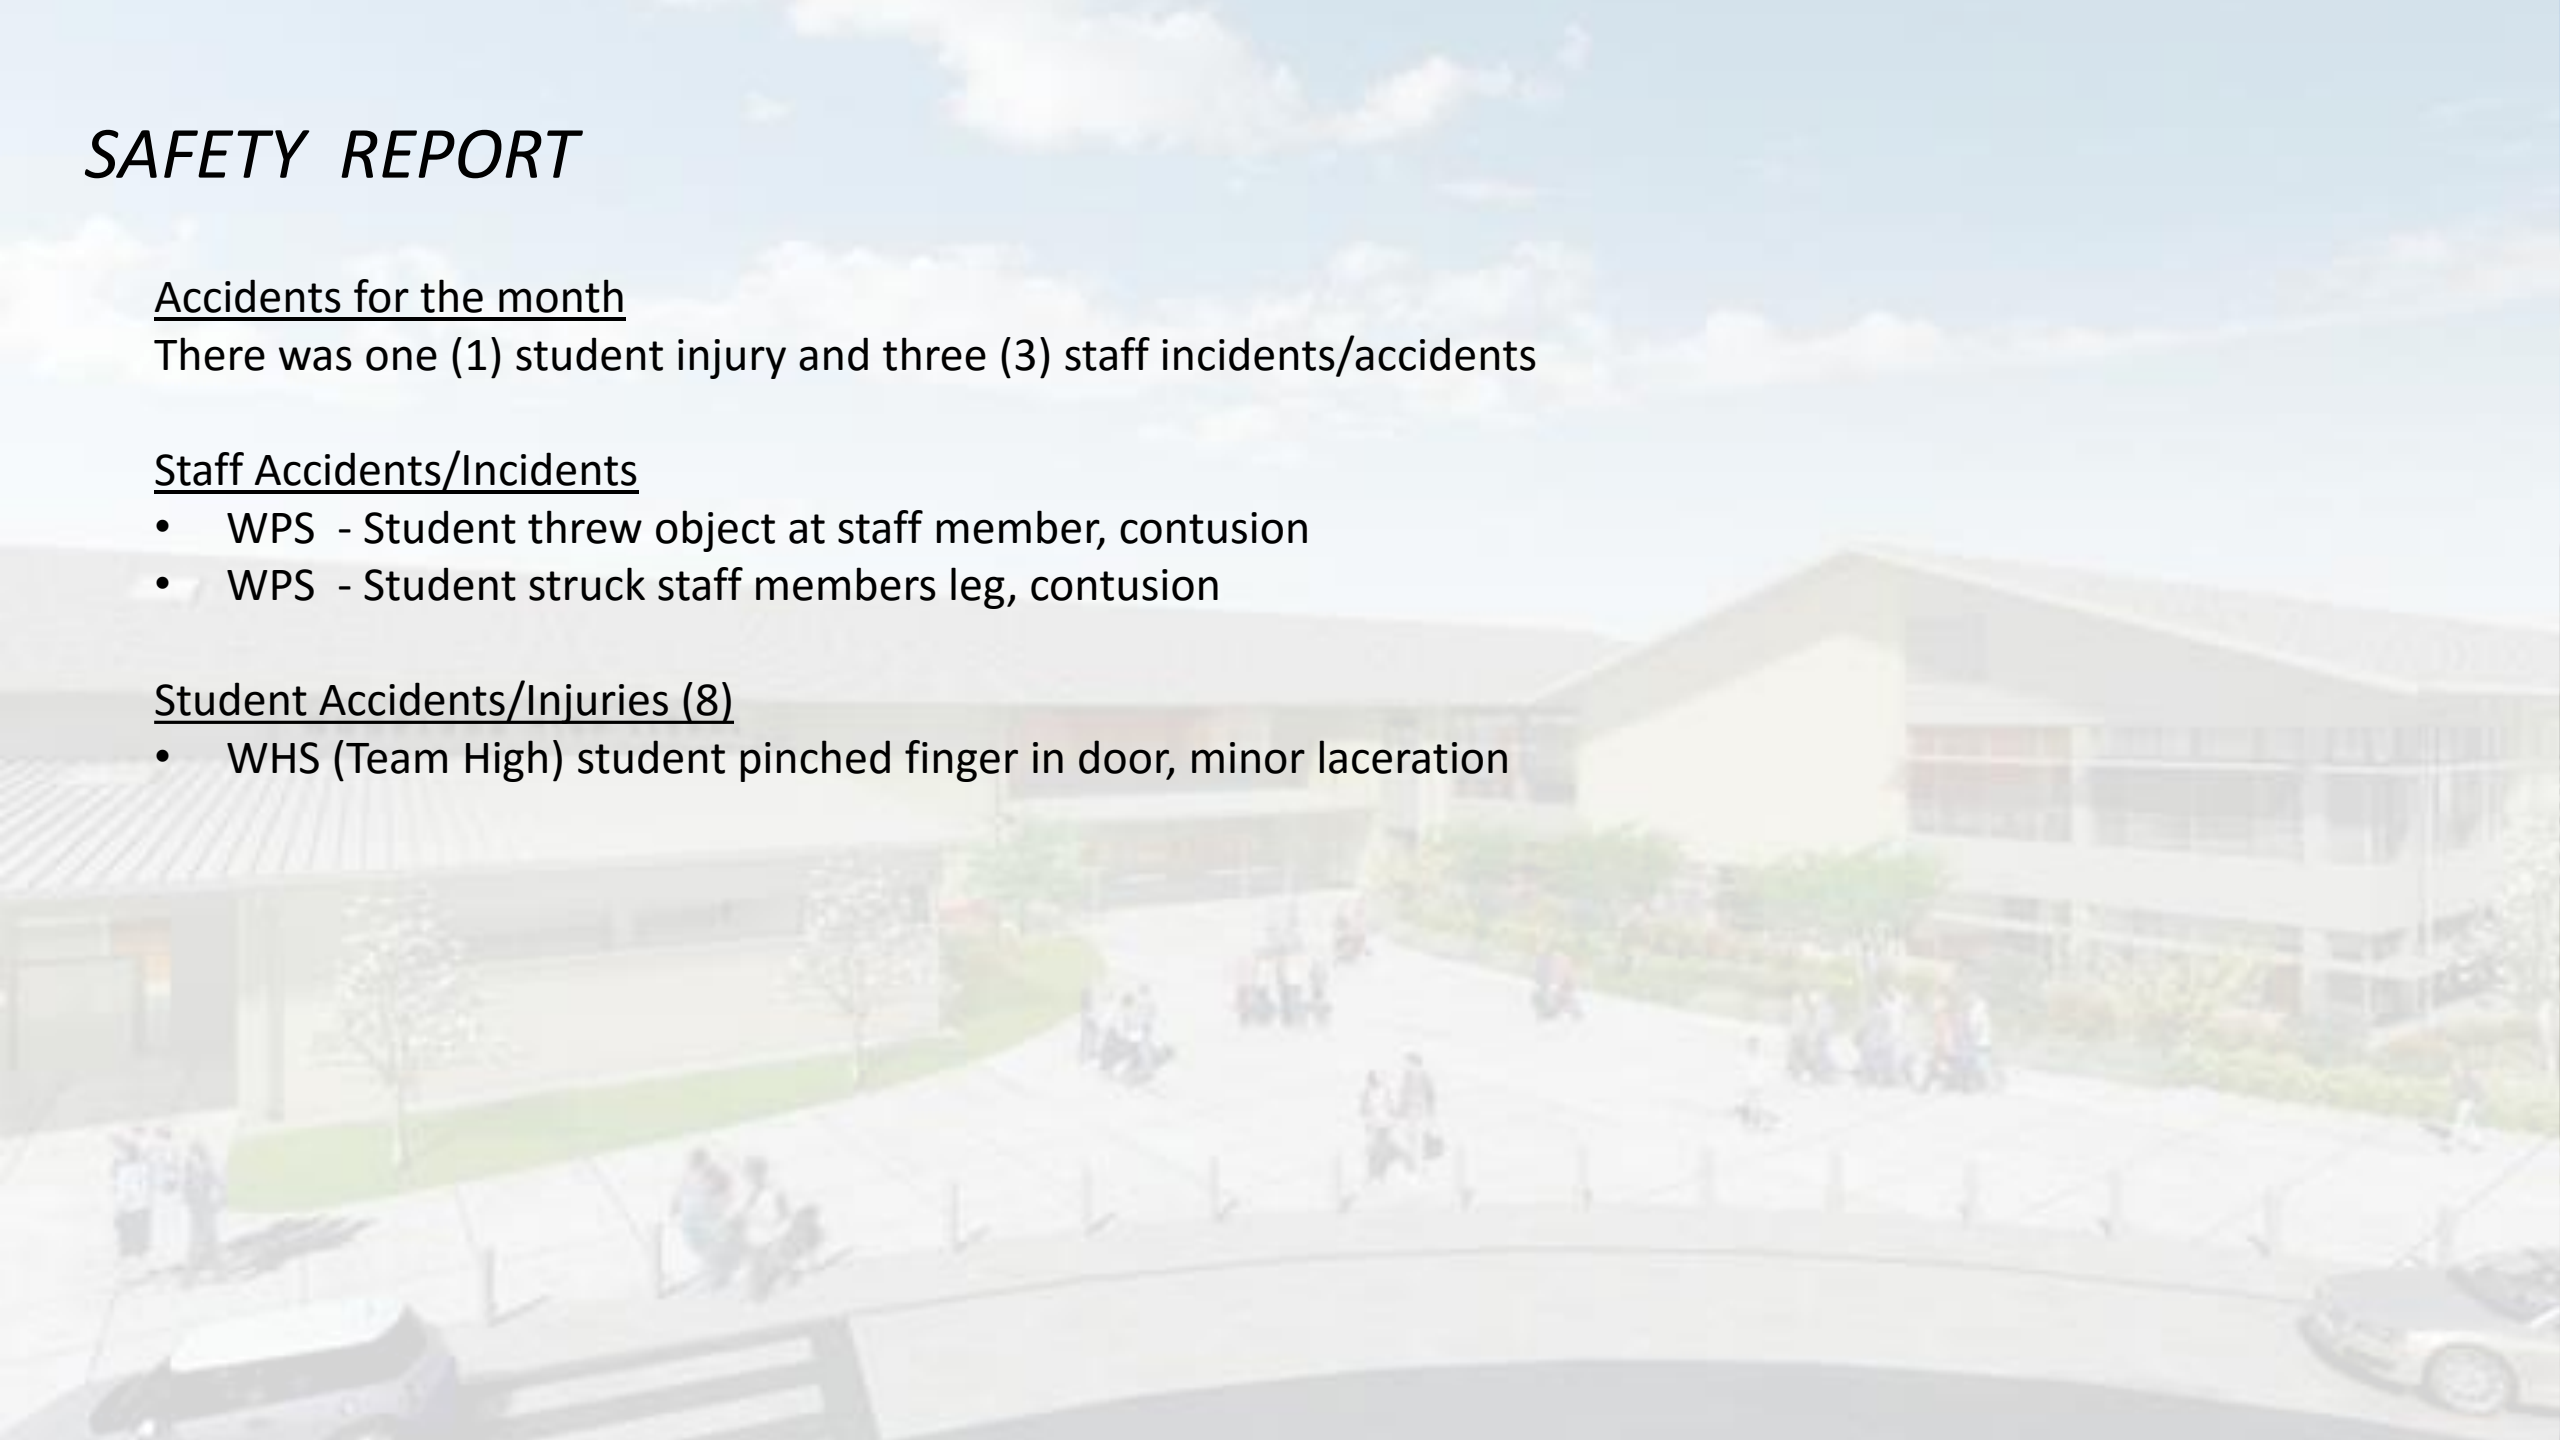 SAFETY  REPORT
Accidents for the month
There was one (1) student injury and three (3) staff incidents/accidents
Staff Accidents/Incidents
• WPS  - Student threw object at staff member, contusion
• WPS  - Student struck staff members leg, contusion
Student Accidents/Injuries (8)
• WHS (Team High) student pinched finger in door, minor laceration